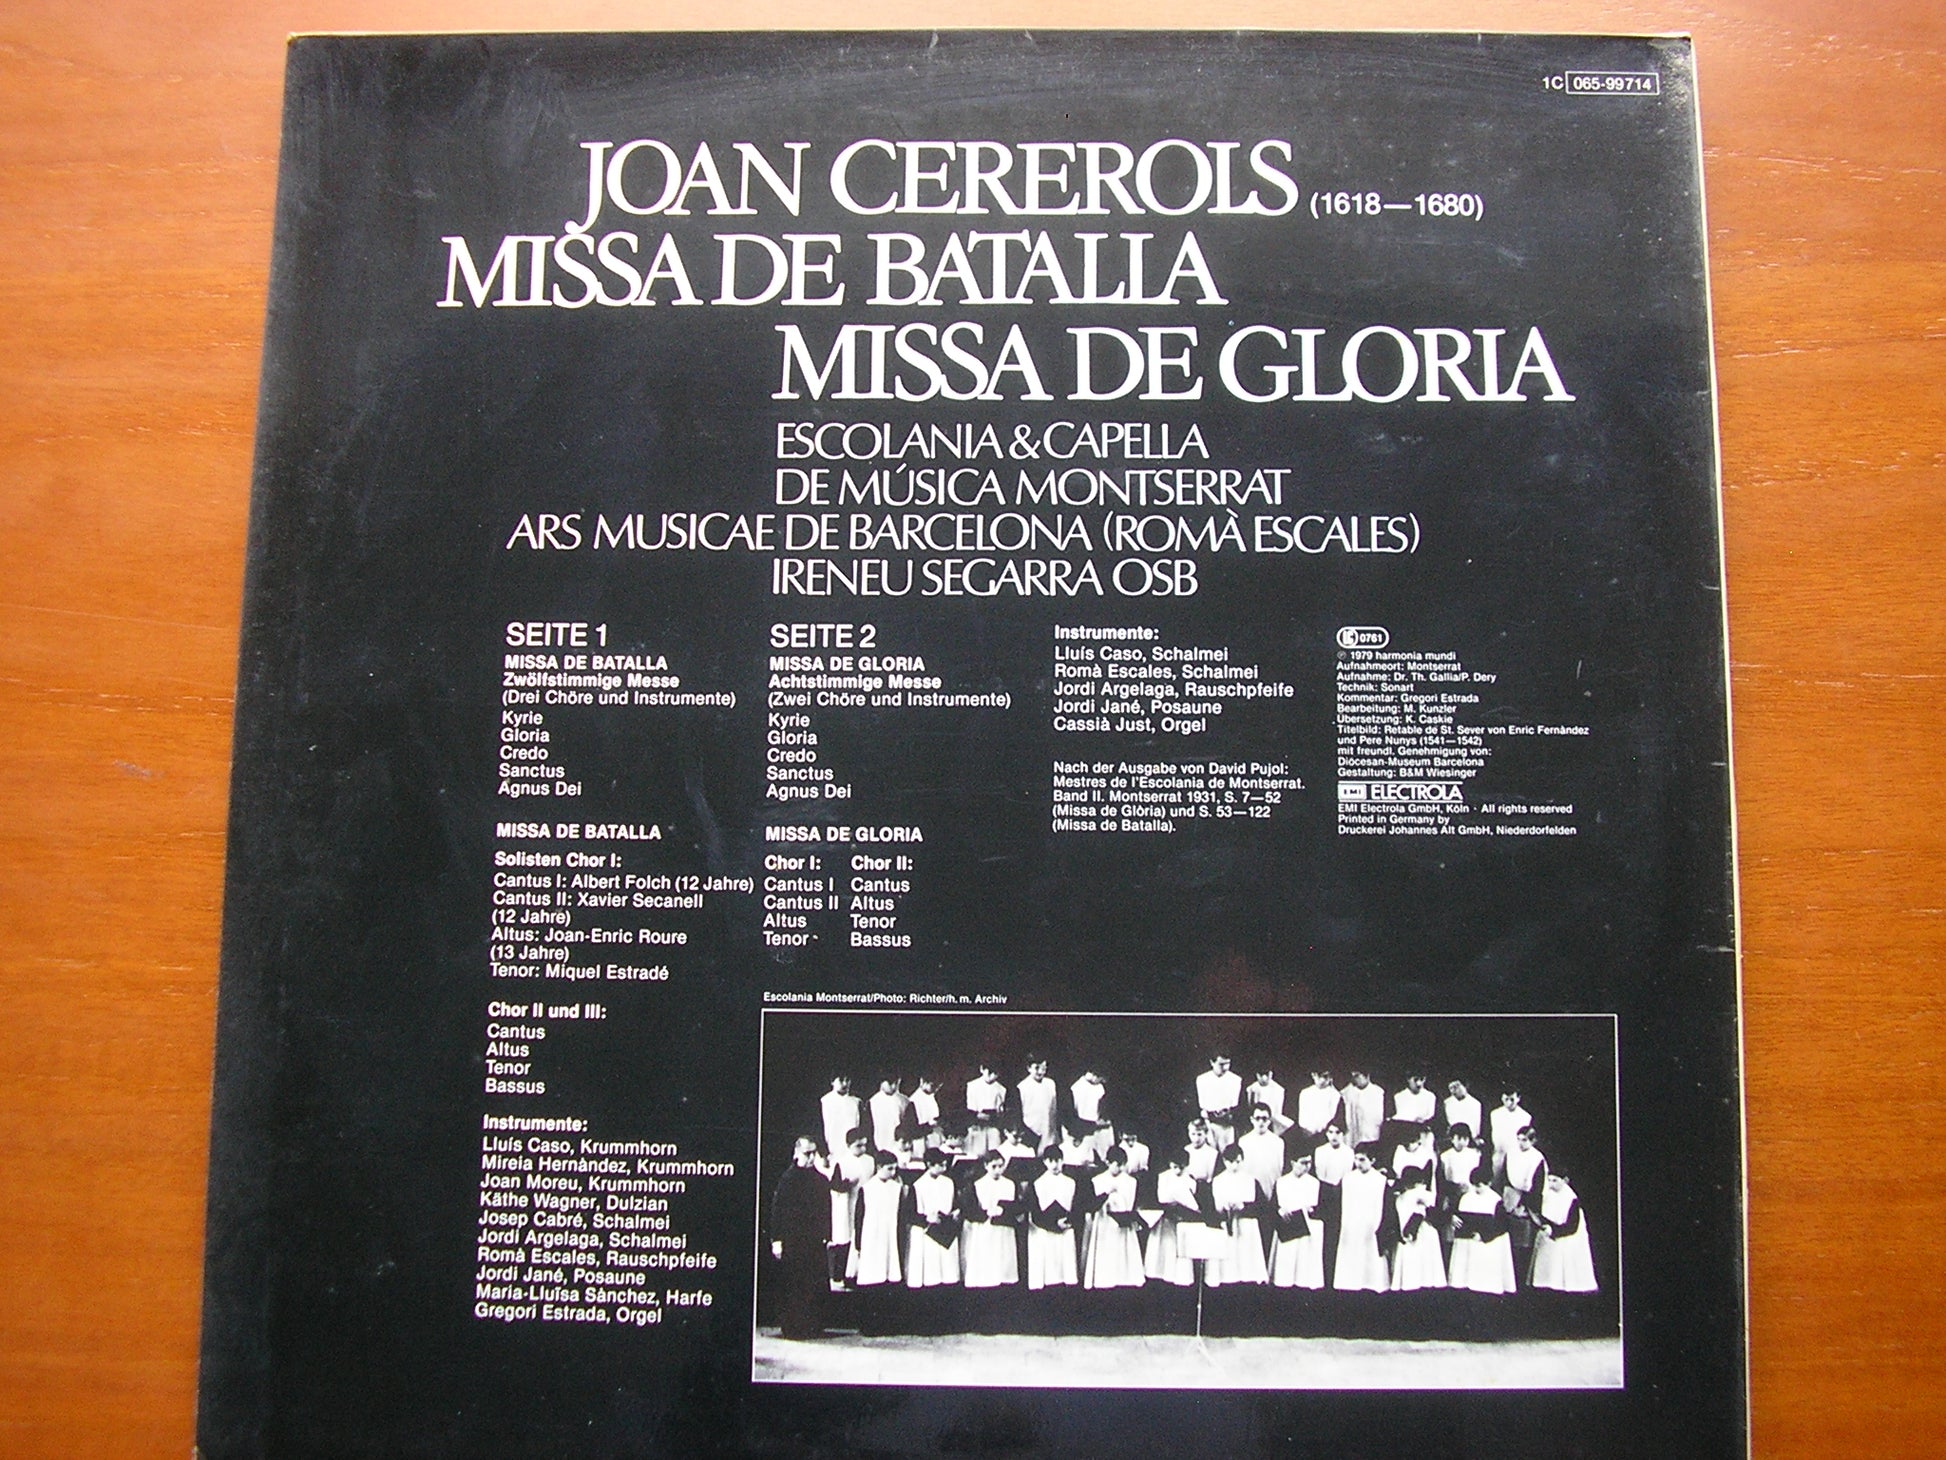 1C 065-99714
JOAN CEREROLS (1618—1680)
MISSA DE BATALLA
MISSA DE GLORIA
ESCOLANIA & CAPELLA
DE MÚSICA MONTSERRAT
ARS MUSICAE DE BARCELONA (ROMÀ ESCALES)
IRENEU SEGARRA OSB
SEITE 1
MISSA DE BATALLA
Zwölfstimmige Messe
(Drei Chöre und Instrumente)
Kyrie
Gloria
Credo
Sanctus
Agnus Dei
MISSA DE BATALLA
Solisten Chor I:
Cantus I: Albert Folch (12 Jahre)
Cantus II: Xavier Secanell
(12 Jahre)
Altus: Joan-Enric Roure
(13 Jahre)
Tenor: Miquel Estradé
Chor II und III:
Cantus
Altus
Tenor
Bassus
Instrumente:
Lluís Caso, Krummhorn
Mireia Hernàndez, Krummhorn
Joan Moreu, Krummhorn
Käthe Wagner, Dulzian
Josep Cabré, Schalmei
Jordi Argelaga, Schalmei
Romà Escales, Rauschpfeife
Jordi Jané, Posaune
Maria-Lluïsa Sànchez, Harfe
Gregori Estrada, Orgel
SEITE 2
MISSA DE GLORIA
Achtstimmige Messe
(Zwei Chöre und Instrumente)
Kyrie
Gloria
Credo
Sanctus
Agnus Dei
MISSA DE GLORIA
Chor I: Chor II:
Cantus I Cantus
Cantus II Altus
Altus Tenor
Tenor Bassus
Instrumente:
Lluís Caso, Schalmei
Romà Escales, Schalmei
Jordi Argelaga, Rauschpfeife
Jordi Jané, Posaune
Cassià Just, Orgel
Nach der Ausgabe von David Pujol:
Mestres de l'Escolania de Montserrat.
Band II. Montserrat 1931, S. 7—52
(Missa de Glòria) und S. 53—122
(Missa de Batalla).
LC 0761
℗ 1979 harmonia mundi
Aufnahmeort: Montserrat
Aufnahme: Dr. Th. Gallia/P. Dery
Technik: Sonart
Kommentar: Gregori Estrada
Bearbeitung: M. Kunzler
Übersetzung: K. Caskie
Titelbild: Retable de St. Sever von Enric Fernàndez
und Pere Nunys (1541—1542)
mit freundl. Genehmigung von:
Diòcesan-Museum Barcelona
Gestaltung: B&M Wiesinger
EMI ELECTROLA
EMI Electrola GmbH, Köln · All rights reserved
Printed in Germany by
Druckerei Johannes Alt GmbH, Niederdorfelden
Escolania Montserrat/Photo: Richter/h. m. Archiv